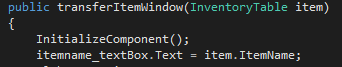 public transferItemWindow(InventoryTable item)
{
InitializeComponent();
itemname_textBox.Text = item.ItemName;